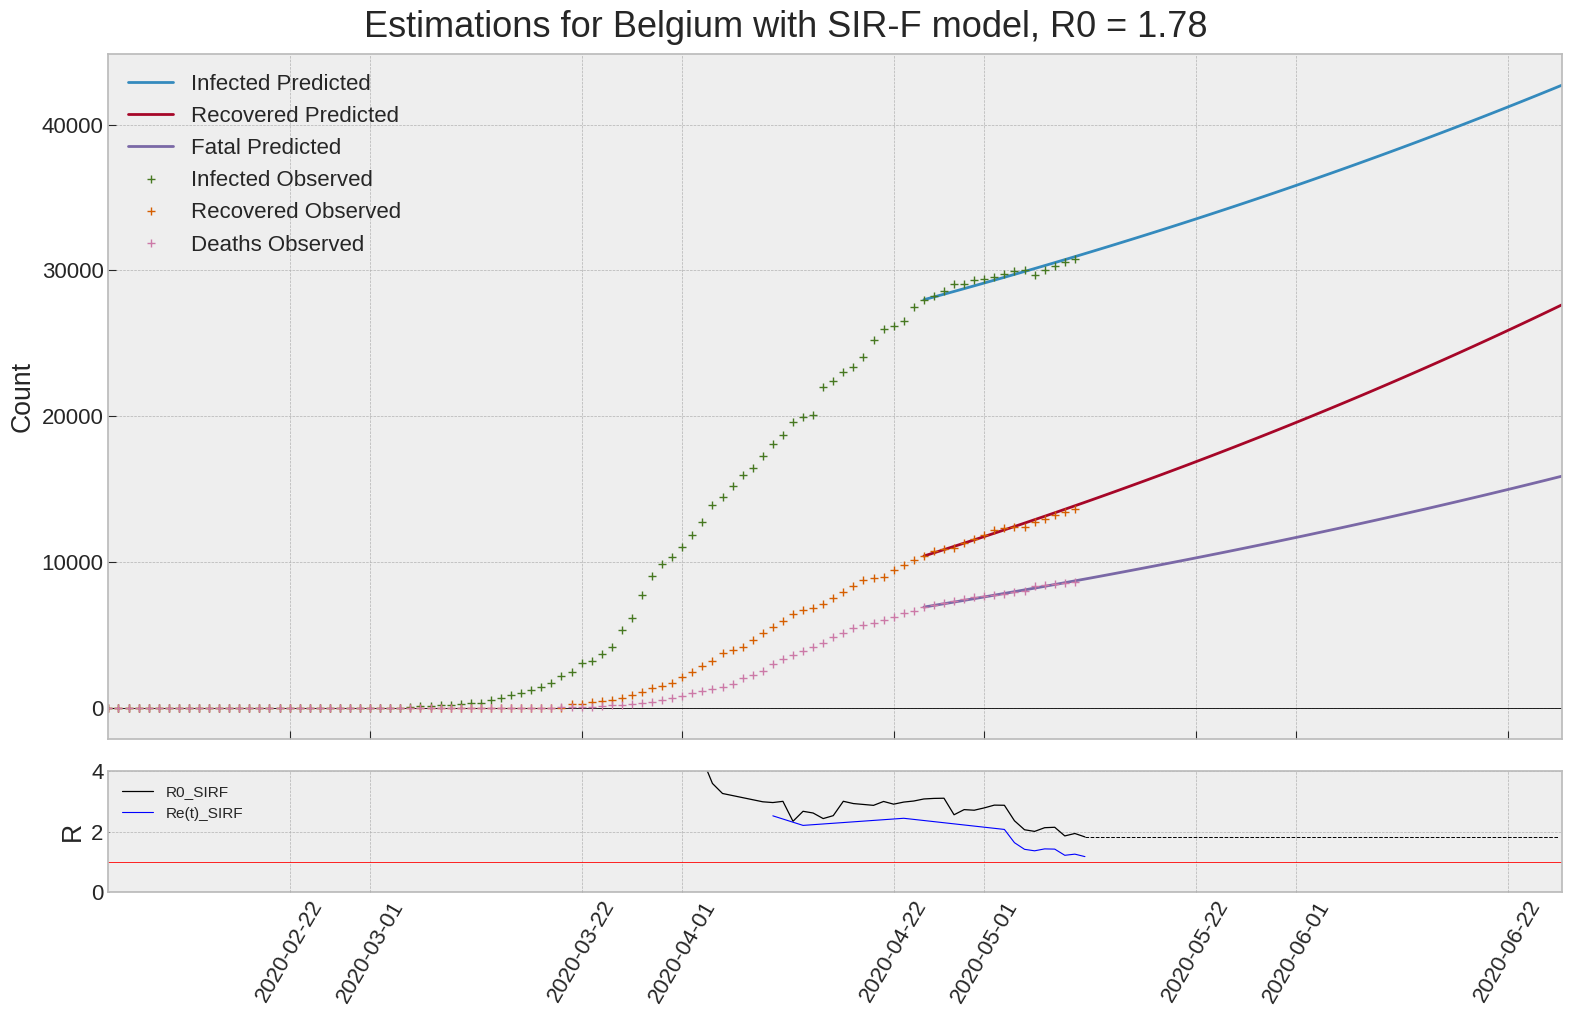 Estimations for Belgium with SIR-F model, R0 = 1.78
Infected Predicted
Recovered Predicted
Fatal Predicted
Infected Observed
Recovered Observed
Deaths Observed
Count
40000
30000
20000
10000
0
R0_SIRF
Re(t)_SIRF
R
4
2
0
2020-02-22
2020-03-01
2020-03-22
2020-04-01
2020-04-22
2020-05-01
2020-05-22
2020-06-01
2020-06-22